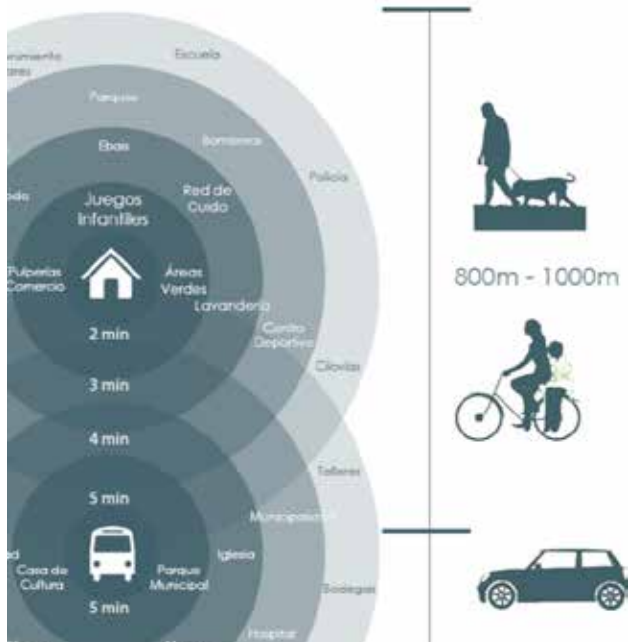 Escuela
Parques
Ebais
Bomberos
Policía
Juegos
Infantiles
Red de
Cuido
Pulperías
Comercio
Áreas
Verdes
Lavandería
800m - 1000m
2 min
Centro
Deportivo
3 min
Ciclovías
4 min
Talleres
5 min
Iglesia
Casa de
Cultura
Parque
Municipal
Bodegas
5 min
Hospital